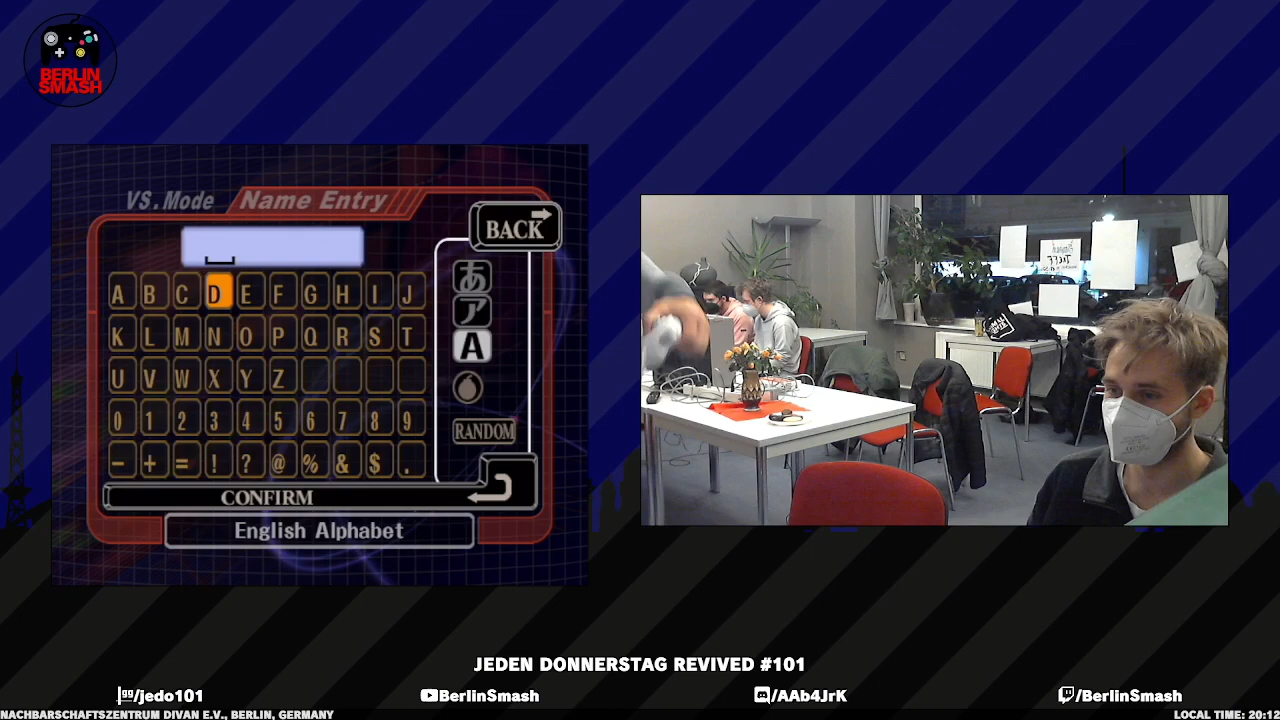 BERLIN
SMASH
VS.Mode
Name Entry
BACK
A B C D E F G H I J
K L M N O P Q R S T
U V W X Y Z
0 1 2 3 4 5 6 7 8 9
- + = ! ? @ % & $ .
あ
ア
A
RANDOM
CONFIRM
English Alphabet
TREFF
JEDEN DONNERSTAG REVIVED #101
gg/jedo101
BerlinSmash
/AAb4JrK
/BerlinSmash
NACHBARSCHAFTSZENTRUM DIVAN E.V., BERLIN, GERMANY
LOCAL TIME: 20:12